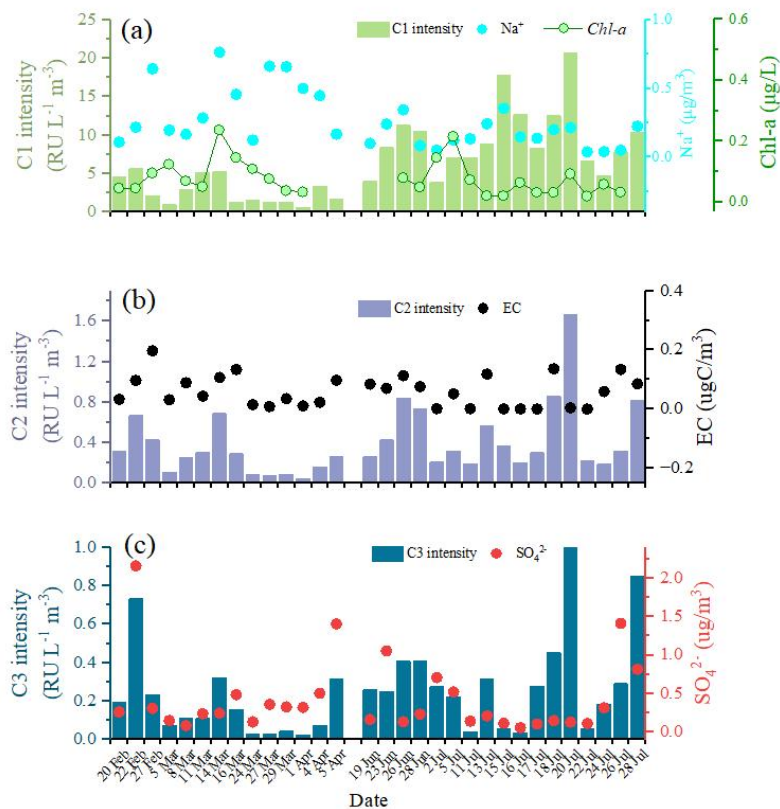 (a)
C1 intensity
Na⁺
Chl-a
25
20
15
10
5
0
C1 intensity
(RU L⁻¹ m⁻³)
1.0
0.5
0.0
Na⁺
(μg/m³)
0.6
0.4
0.2
0.0
Chl-a (μg/L)
(b)
C2 intensity
EC
1.6
1.2
0.8
0.4
0.0
C2 intensity
(RU L⁻¹ m⁻³)
0.4
0.2
0.0
−0.2
EC (ugC/m³)
(c)
C3 intensity
SO₄²⁻
1.0
0.8
0.6
0.4
0.2
0.0
C3 intensity
(RU L⁻¹ m⁻³)
2.0
1.5
1.0
0.5
0.0
SO₄²⁻
(ug/m³)
20 Feb
22 Feb
27 Feb
5 Mar
8 Mar
11 Mar
14 Mar
16 Mar
24 Mar
27 Mar
29 Mar
1 Apr
4 Apr
5 Apr
19 Jun
23 Jun
26 Jun
28 Jun
2 Jul
5 Jul
11 Jul
13 Jul
15 Jul
16 Jul
17 Jul
18 Jul
20 Jul
22 Jul
24 Jul
26 Jul
28 Jul
Date